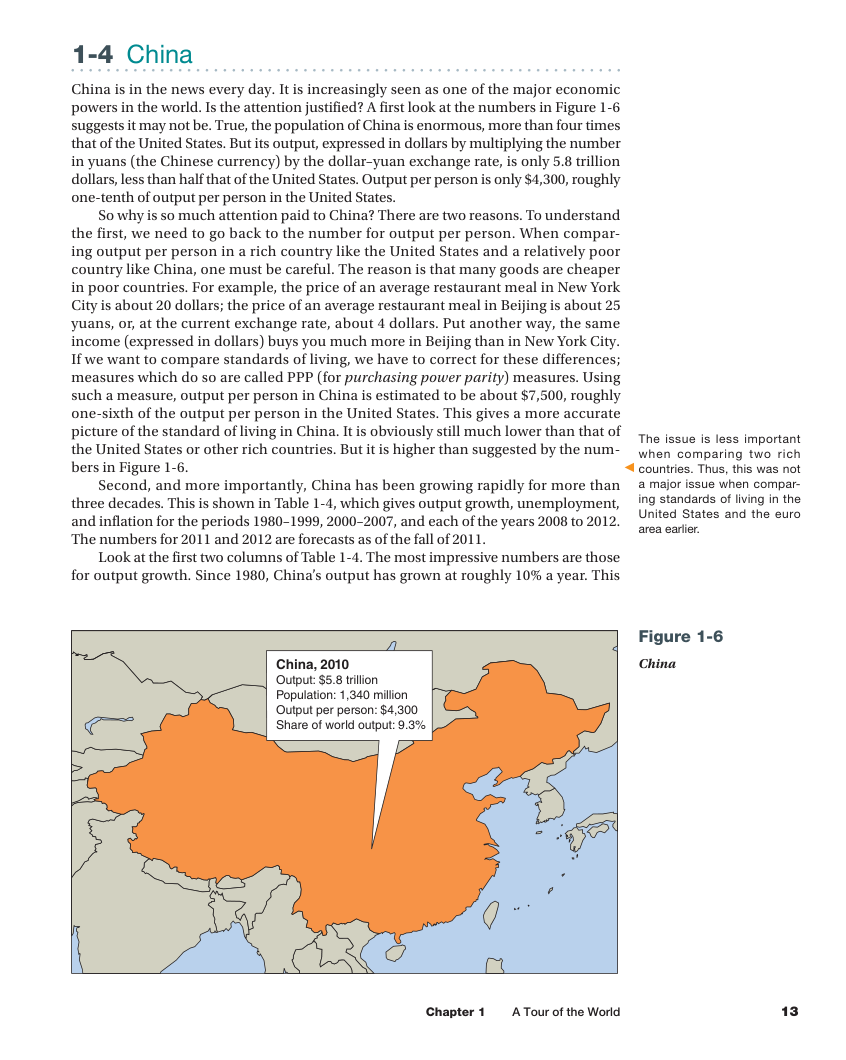 1-4 China
China is in the news every day. It is increasingly seen as one of the major economic
powers in the world. Is the attention justified? A first look at the numbers in Figure 1-6
suggests it may not be. True, the population of China is enormous, more than four times
that of the United States. But its output, expressed in dollars by multiplying the number
in yuans (the Chinese currency) by the dollar–yuan exchange rate, is only 5.8 trillion
dollars, less than half that of the United States. Output per person is only $4,300, roughly
one-tenth of output per person in the United States.
So why is so much attention paid to China? There are two reasons. To understand
the first, we need to go back to the number for output per person. When compar-
ing output per person in a rich country like the United States and a relatively poor
country like China, one must be careful. The reason is that many goods are cheaper
in poor countries. For example, the price of an average restaurant meal in New York
City is about 20 dollars; the price of an average restaurant meal in Beijing is about 25
yuans, or, at the current exchange rate, about 4 dollars. Put another way, the same
income (expressed in dollars) buys you much more in Beijing than in New York City.
If we want to compare standards of living, we have to correct for these differences;
measures which do so are called PPP (for purchasing power parity) measures. Using
such a measure, output per person in China is estimated to be about $7,500, roughly
one-sixth of the output per person in the United States. This gives a more accurate
picture of the standard of living in China. It is obviously still much lower than that of
the United States or other rich countries. But it is higher than suggested by the num-
bers in Figure 1-6.
The issue is less important
when comparing two rich
countries. Thus, this was not
a major issue when compar-
ing standards of living in the
United States and the euro
area earlier.
Second, and more importantly, China has been growing rapidly for more than
three decades. This is shown in Table 1-4, which gives output growth, unemployment,
and inflation for the periods 1980–1999, 2000–2007, and each of the years 2008 to 2012.
The numbers for 2011 and 2012 are forecasts as of the fall of 2011.
Look at the first two columns of Table 1-4. The most impressive numbers are those
for output growth. Since 1980, China's output has grown at roughly 10% a year. This
Figure 1-6
China
China, 2010
Output: $5.8 trillion
Population: 1,340 million
Output per person: $4,300
Share of world output: 9.3%
Chapter 1 A Tour of the World 13